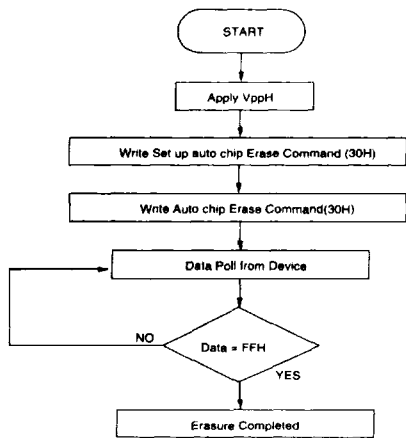 START
Apply VppH
Write Set up auto chip Erase Command (30H)
Write Auto chip Erase Command(30H)
Data Poll from Device
NO
Data = FFH
YES
Erasure Completed